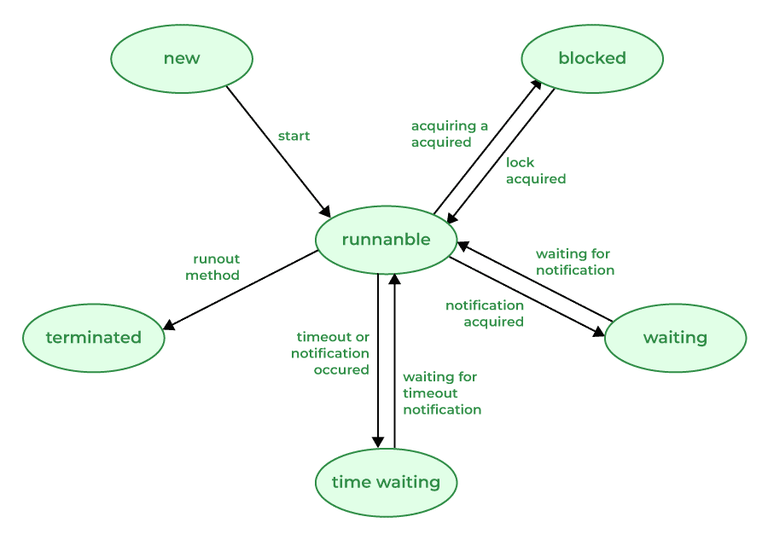 new
blocked
start
acquiring a
acquired
lock
acquired
runnanble
runout
method
waiting for
notification
notification
acquired
terminated
timeout or
notification
occured
waiting
waiting for
timeout
notification
time waiting